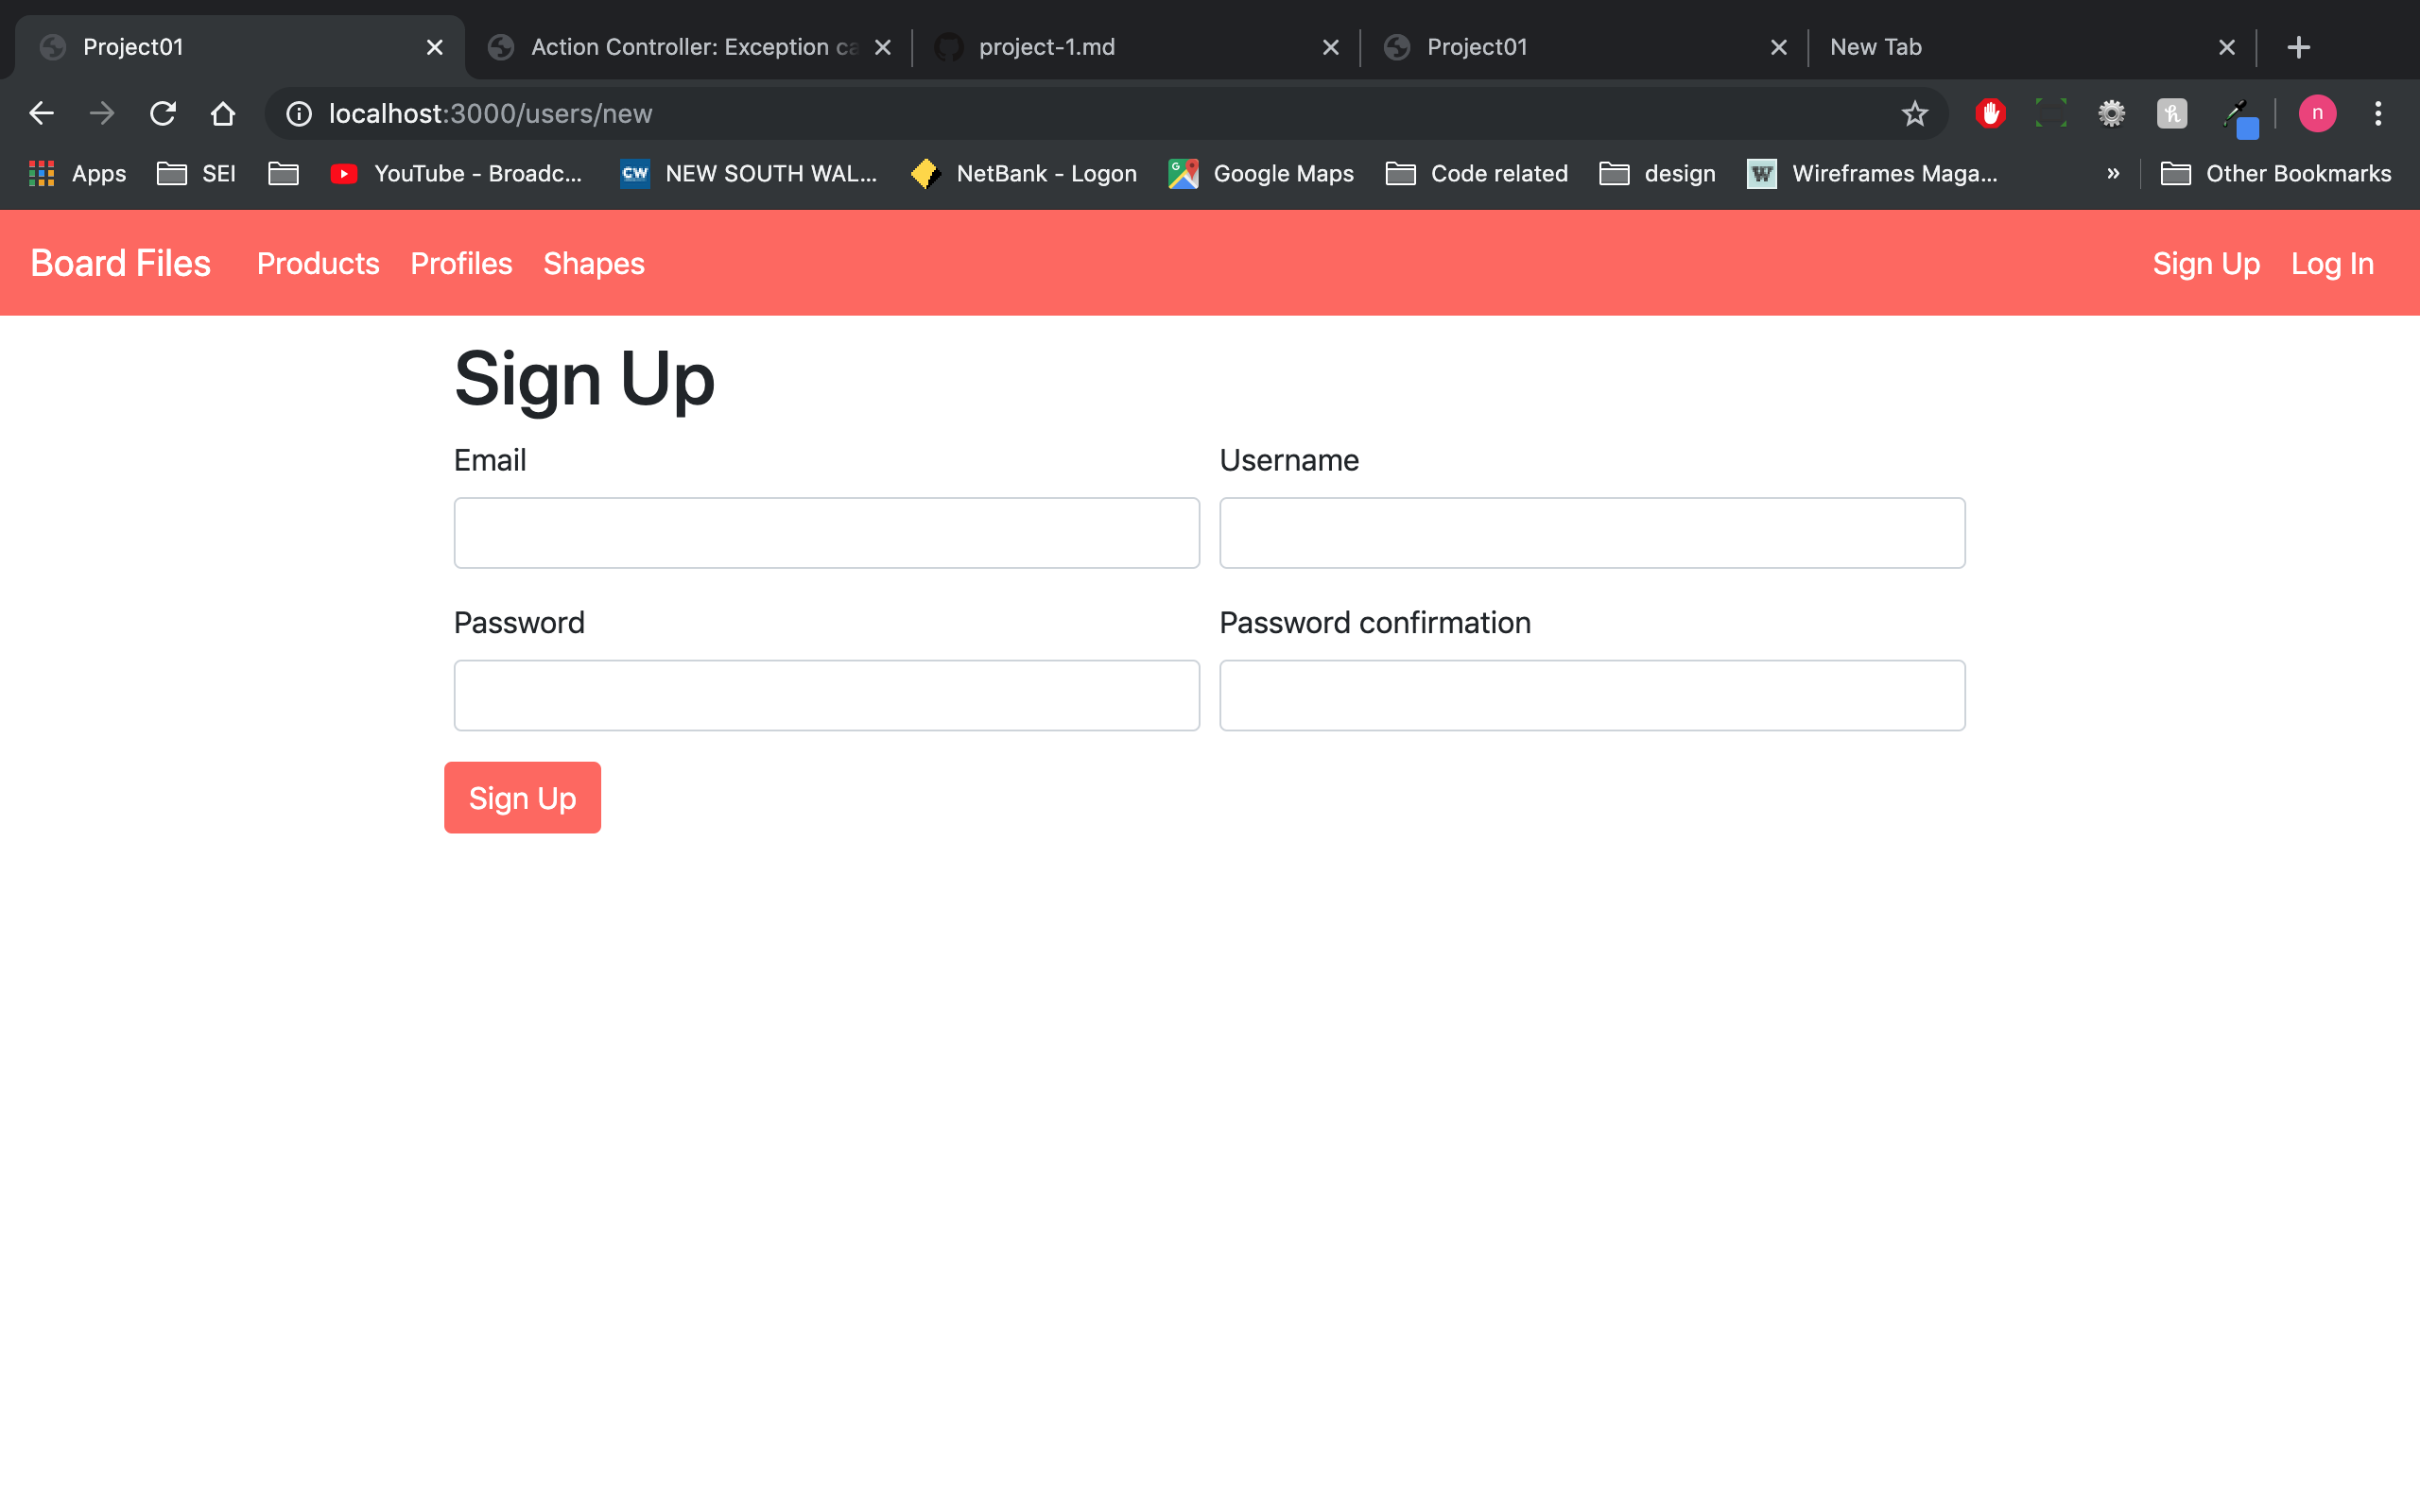 Project01
Action Controller: Exception ca
project-1.md
Project01
New Tab
localhost:3000/users/new
n
Apps
SEI
YouTube - Broadc...
CW
NEW SOUTH WAL...
NetBank - Logon
Google Maps
Code related
design
W
Wireframes Maga...
»
Other Bookmarks
Board Files
Products
Profiles
Shapes
Sign Up
Log In
Sign Up
Email
Username
Password
Password confirmation
Sign Up